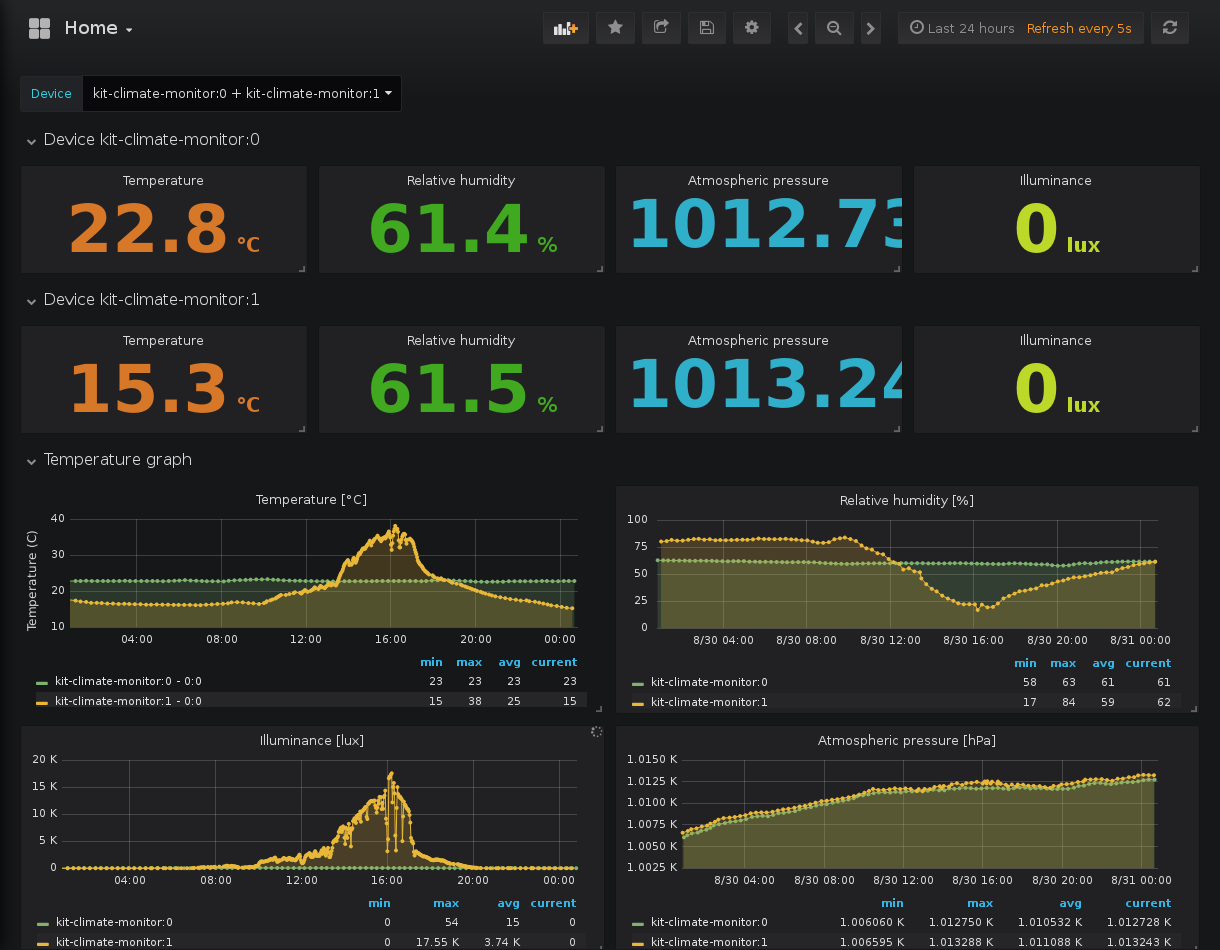 Home
Last 24 hours Refresh every 5s
Device kit-climate-monitor:0 + kit-climate-monitor:1
Device kit-climate-monitor:0
Temperature Relative humidity Atmospheric pressure Illuminance
22.8 °C 61.4 % 1012.73 0 lux
Device kit-climate-monitor:1
Temperature Relative humidity Atmospheric pressure Illuminance
15.3 °C 61.5 % 1013.24 0 lux
Temperature graph
Temperature [°C]
Temperature (C)
40
30
20
10
04:00 08:00 12:00 16:00 20:00 00:00
min max avg current
kit-climate-monitor:0 - 0:0 23 23 23 23
kit-climate-monitor:1 - 0:0 15 38 25 15
Relative humidity [%]
100
75
50
25
0
8/30 04:00 8/30 08:00 8/30 12:00 8/30 16:00 8/30 20:00 8/31 00:00
min max avg current
kit-climate-monitor:0 58 63 61 61
kit-climate-monitor:1 17 84 59 62
Illuminance [lux]
20 K
15 K
10 K
5 K
0
04:00 08:00 12:00 16:00 20:00 00:00
min max avg current
kit-climate-monitor:0 0 54 15 0
kit-climate-monitor:1 0 17.55 K 3.74 K 0
Atmospheric pressure [hPa]
1.0150 K
1.0125 K
1.0100 K
1.0075 K
1.0050 K
1.0025 K
8/30 04:00 8/30 08:00 8/30 12:00 8/30 16:00 8/30 20:00 8/31 00:00
min max avg current
kit-climate-monitor:0 1.006060 K 1.012750 K 1.010532 K 1.012728 K
kit-climate-monitor:1 1.006595 K 1.013288 K 1.011088 K 1.013243 K